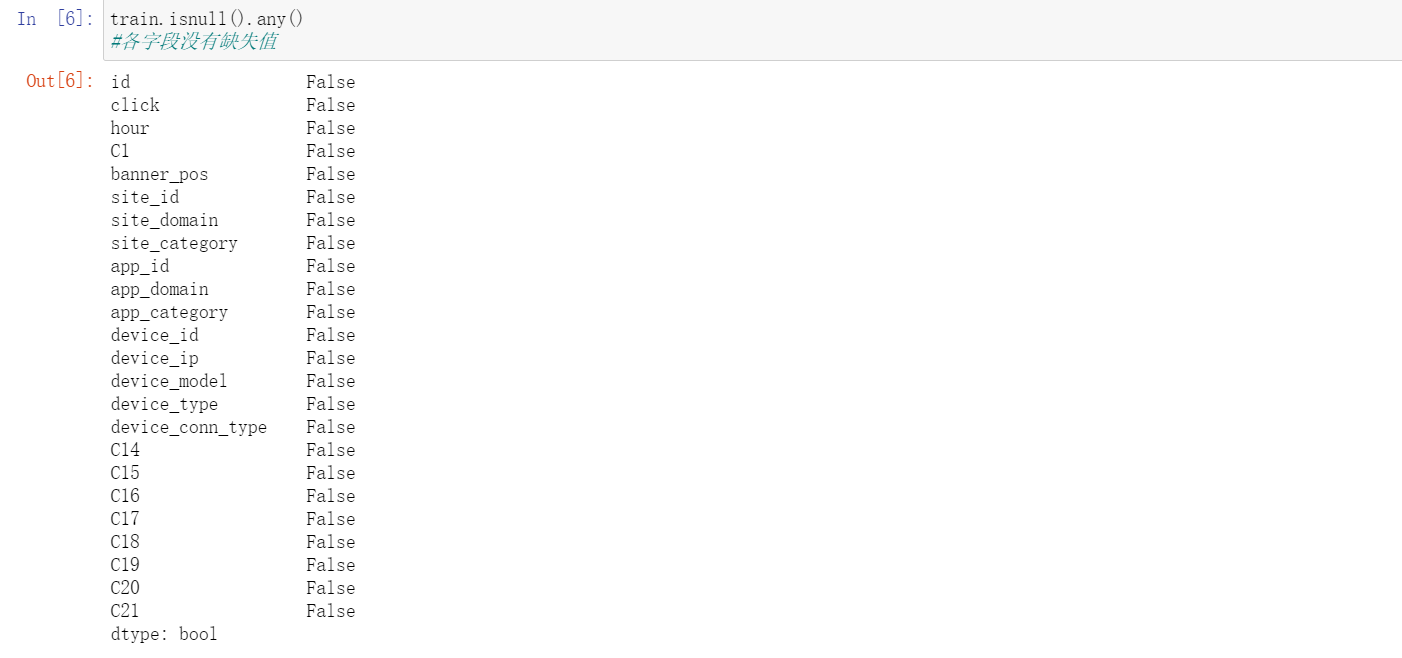 In [6]: train.isnull().any()
#各字段没有缺失值
Out[6]: id False
click False
hour False
C1 False
banner_pos False
site_id False
site_domain False
site_category False
app_id False
app_domain False
app_category False
device_id False
device_ip False
device_model False
device_type False
device_conn_type False
C14 False
C15 False
C16 False
C17 False
C18 False
C19 False
C20 False
C21 False
dtype: bool